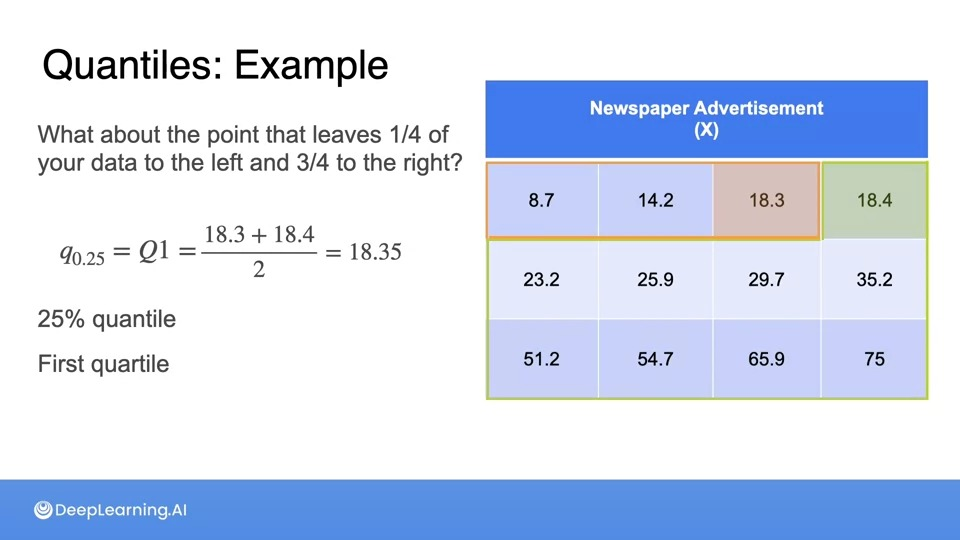 Quantiles: Example
What about the point that leaves 1/4 of
your data to the left and 3/4 to the right?
q0.25 = Q1 = (18.3 + 18.4) / 2 = 18.35
25% quantile
First quartile
Newspaper Advertisement
(X)
8.7 14.2 18.3 18.4
23.2 25.9 29.7 35.2
51.2 54.7 65.9 75
DeepLearning.AI